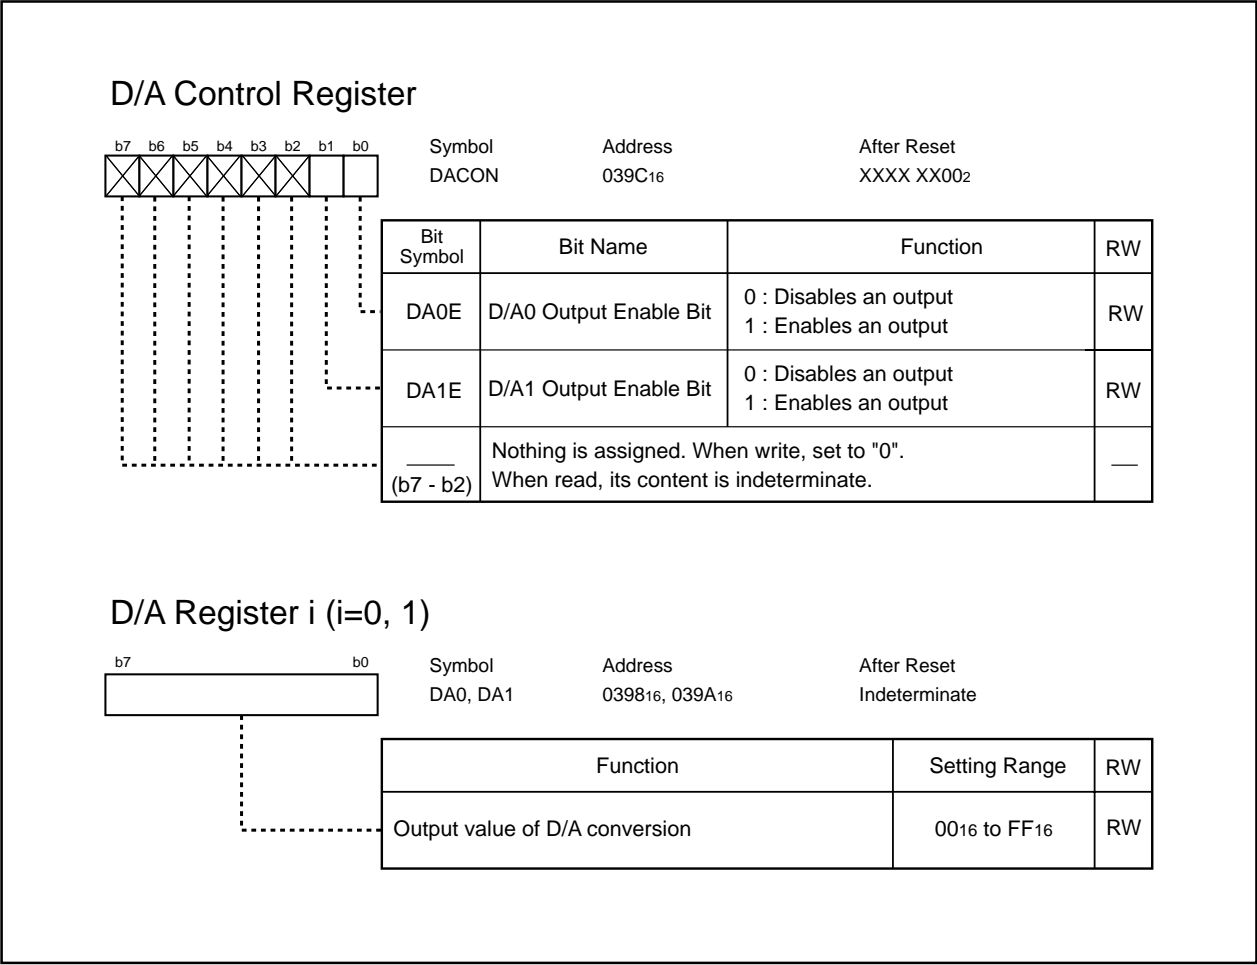 D/A Control Register
b7 b6 b5 b4 b3 b2 b1 b0
Symbol Address After Reset
DACON 039C16 XXXX XX002
Bit Symbol Bit Name Function RW
DA0E D/A0 Output Enable Bit 0 : Disables an output RW
1 : Enables an output
DA1E D/A1 Output Enable Bit 0 : Disables an output RW
1 : Enables an output
Nothing is assigned. When write, set to "0".
(b7 - b2) When read, its content is indeterminate.
D/A Register i (i=0, 1)
b7 b0
Symbol Address After Reset
DA0, DA1 039816, 039A16 Indeterminate
Function Setting Range RW
Output value of D/A conversion 0016 to FF16 RW